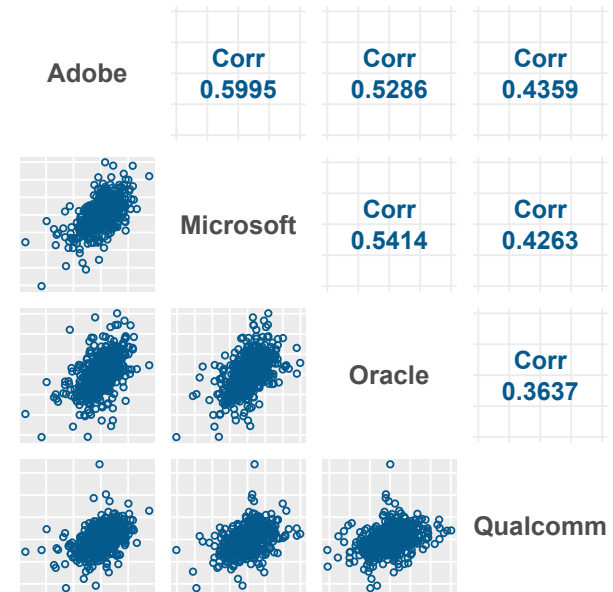 Adobe
Corr
0.5995
Corr
0.5286
Corr
0.4359
Microsoft
Corr
0.5414
Corr
0.4263
Oracle
Corr
0.3637
Qualcomm